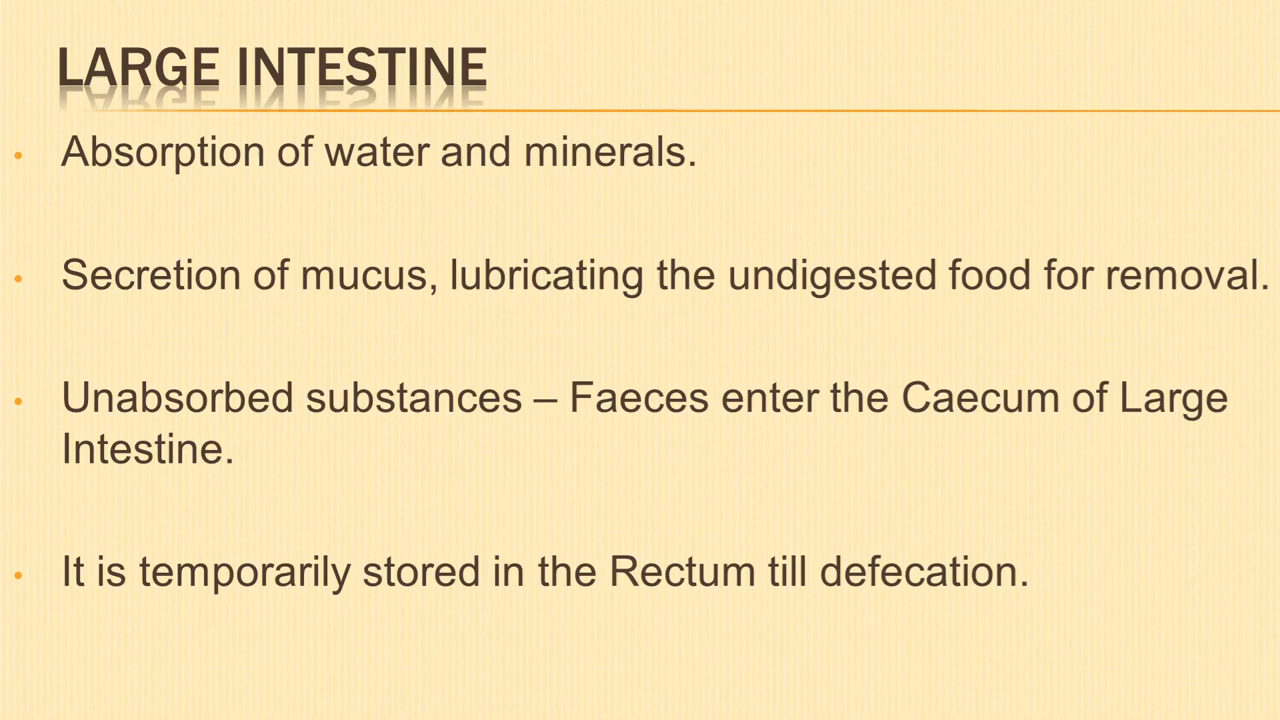 LARGE INTESTINE
• Absorption of water and minerals.
• Secretion of mucus, lubricating the undigested food for removal.
• Unabsorbed substances – Faeces enter the Caecum of Large
Intestine.
• It is temporarily stored in the Rectum till defecation.